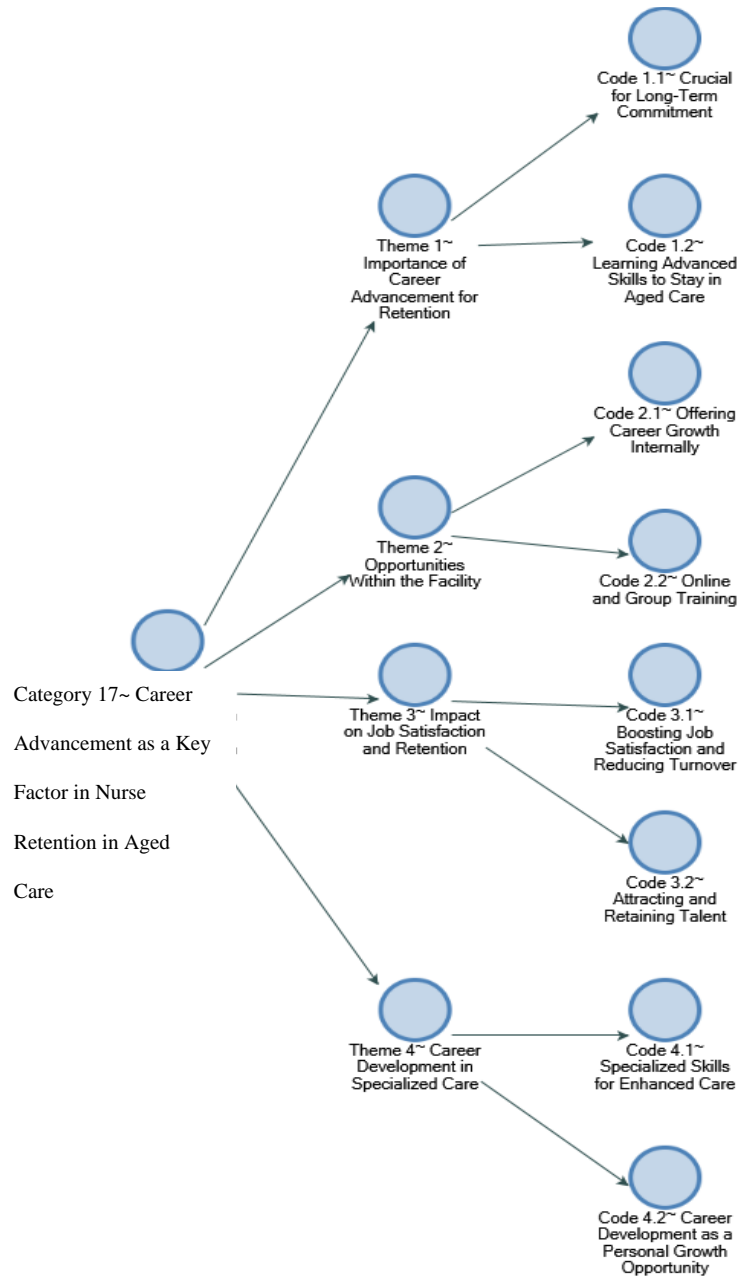 Code 1.1~ Crucial
for Long-Term
Commitment
Theme 1~
Importance of
Career
Advancement for
Retention
Code 1.2~
Learning Advanced
Skills to Stay in
Aged Care
Code 2.1~ Offering
Career Growth
Internally
Theme 2~
Opportunities
Within the Facility
Code 2.2~ Online
and Group Training
Category 17~ Career
Advancement as a Key
Factor in Nurse
Retention in Aged
Care
Theme 3~ Impact
on Job Satisfaction
and Retention
Code 3.1~
Boosting Job
Satisfaction and
Reducing Turnover
Code 3.2~
Attracting and
Retaining Talent
Theme 4~ Career
Development in
Specialized Care
Code 4.1~
Specialized Skills
for Enhanced Care
Code 4.2~ Career
Development as a
Personal Growth
Opportunity